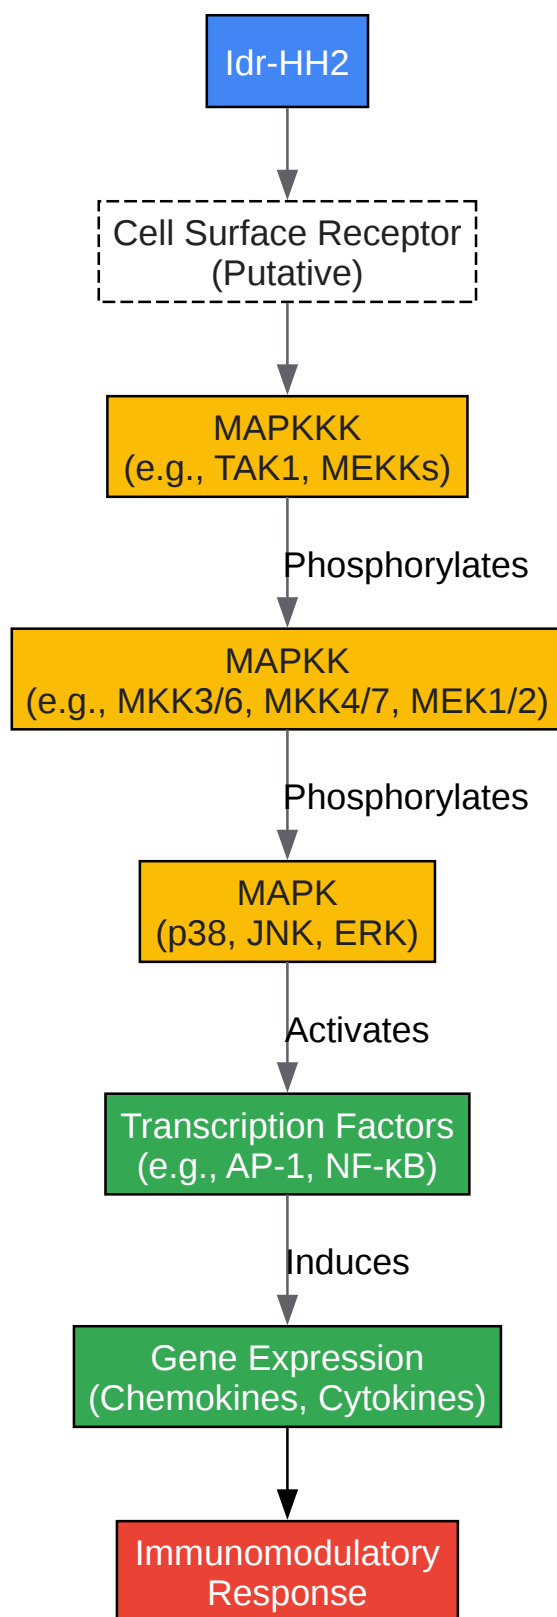 Idr-HH2
Cell Surface Receptor
(Putative)
MAPKKK
(e.g., TAK1, MEKKs)
Phosphorylates
MAPKK
(e.g., MKK3/6, MKK4/7, MEK1/2)
Phosphorylates
MAPK
(p38, JNK, ERK)
Activates
Transcription Factors
(e.g., AP-1, NF-κB)
Induces
Gene Expression
(Chemokines, Cytokines)
Immunomodulatory
Response